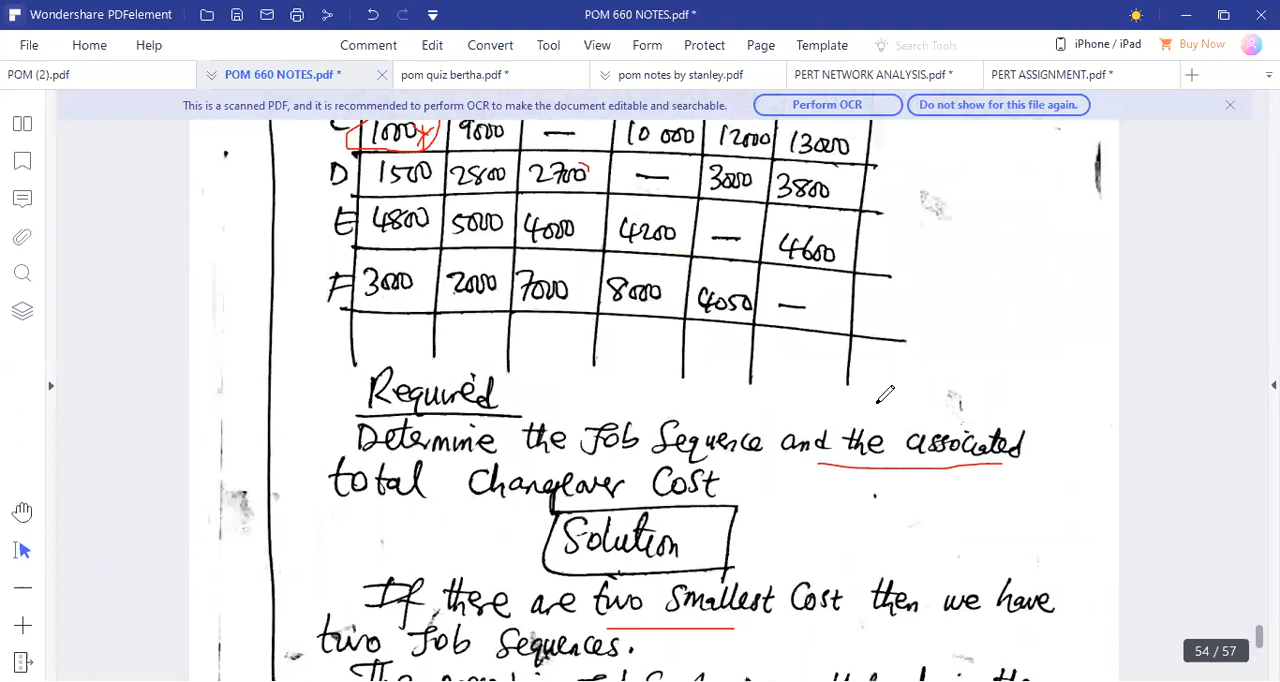 Wondershare PDFelement
POM 660 NOTES.pdf *
File Home Help Comment Edit Convert Tool View Form Protect Page Template Search Tools iPhone / iPad Buy Now
POM (2).pdf POM 660 NOTES.pdf * pom quiz bertha.pdf * pom notes by stanley.pdf PERT NETWORK ANALYSIS.pdf * PERT ASSIGNMENT.pdf *
This is a scanned PDF, and it is recommended to perform OCR to make the document editable and searchable. Perform OCR Do not show for this file again.
1000 9000 — 10 000 12000 13000
D 1500 2800 2700 — 3000 3800
E 4800 5000 4000 4200 — 4600
F 3000 2000 7000 8000 4050 —
Required
Determine the Job Sequence and the associated
total Changeover Cost
Solution
If there are two smallest Cost then we have
two Job Sequences.
54 / 57